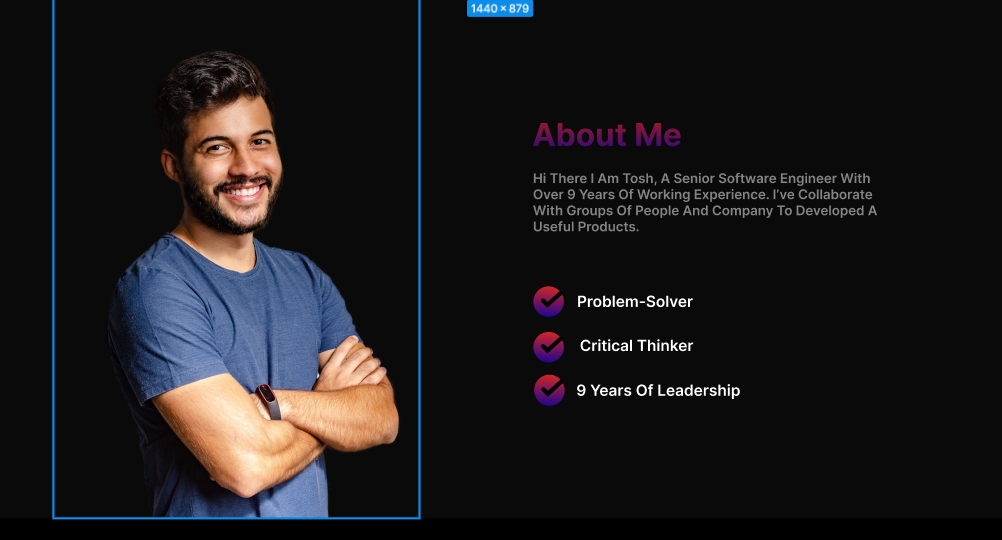 1440 × 879
About Me
Hi There I Am Tosh, A Senior Software Engineer With
Over 9 Years Of Working Experience. I've Collaborate
With Groups Of People And Company To Developed A
Useful Products.
Problem-Solver
Critical Thinker
9 Years Of Leadership